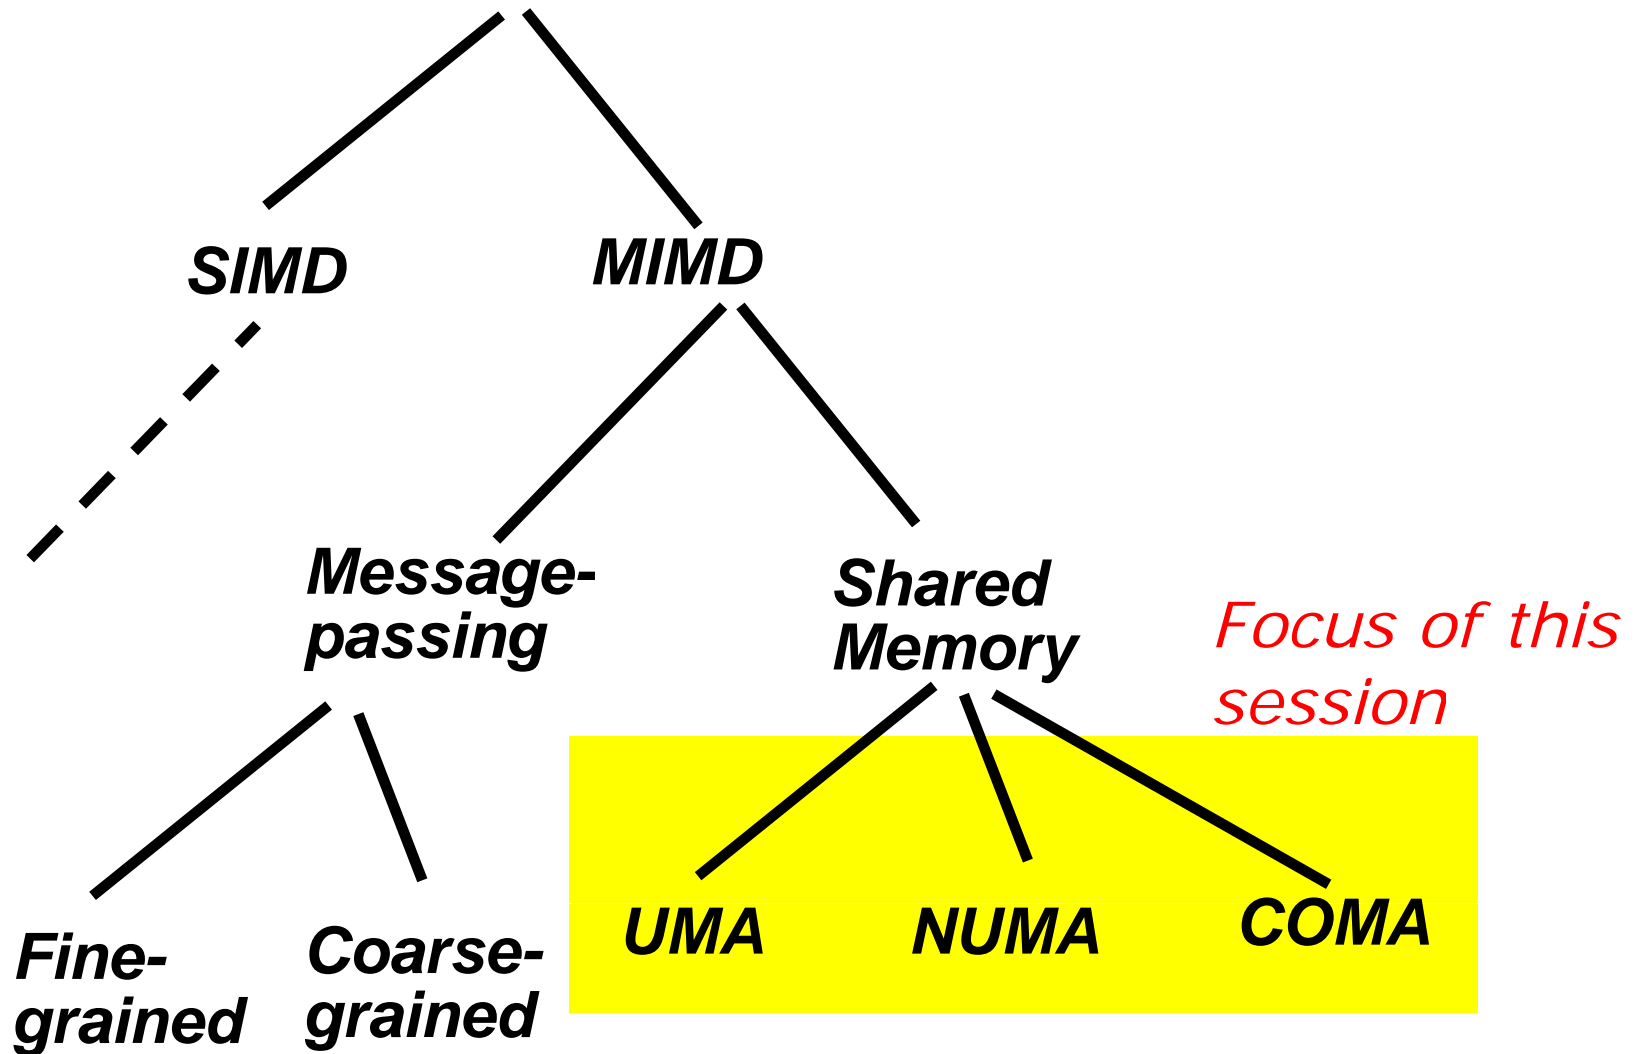 SIMD
MIMD
Message-
passing
Shared
Memory
Focus of this
session
Fine-
grained
Coarse-
grained
UMA
NUMA
COMA